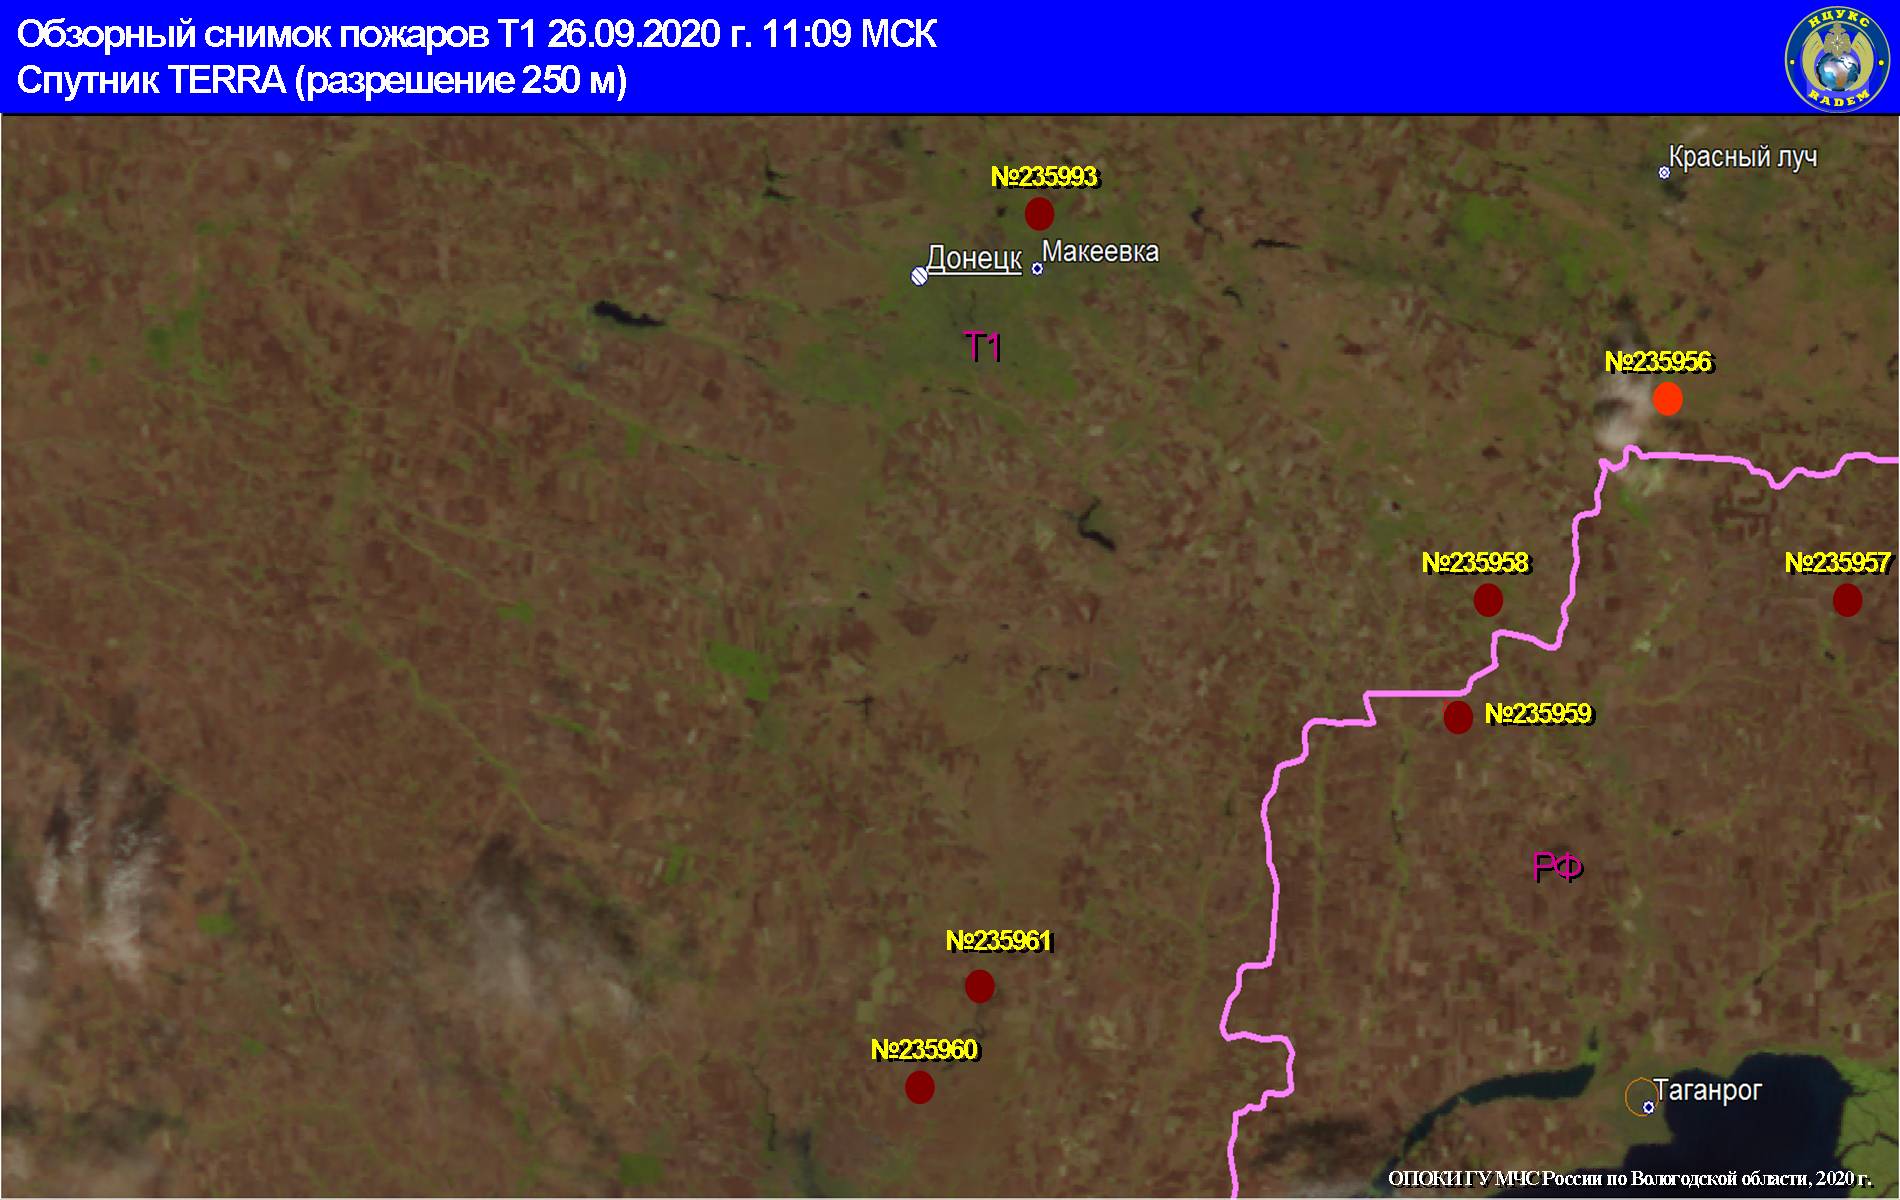 Обзорный снимок пожаров Т1 26.09.2020 г. 11:09 МСК
Спутник TERRA (разрешение 250 м)
НЦУКС
RADEM
Красный луч
№235993
Донецк
Макеевка
Т1
№235956
№235958
№235957
№235959
РФ
№235961
№235960
Таганрог
ОПОКИ ГУ МЧС России по Вологодской области, 2020 г.